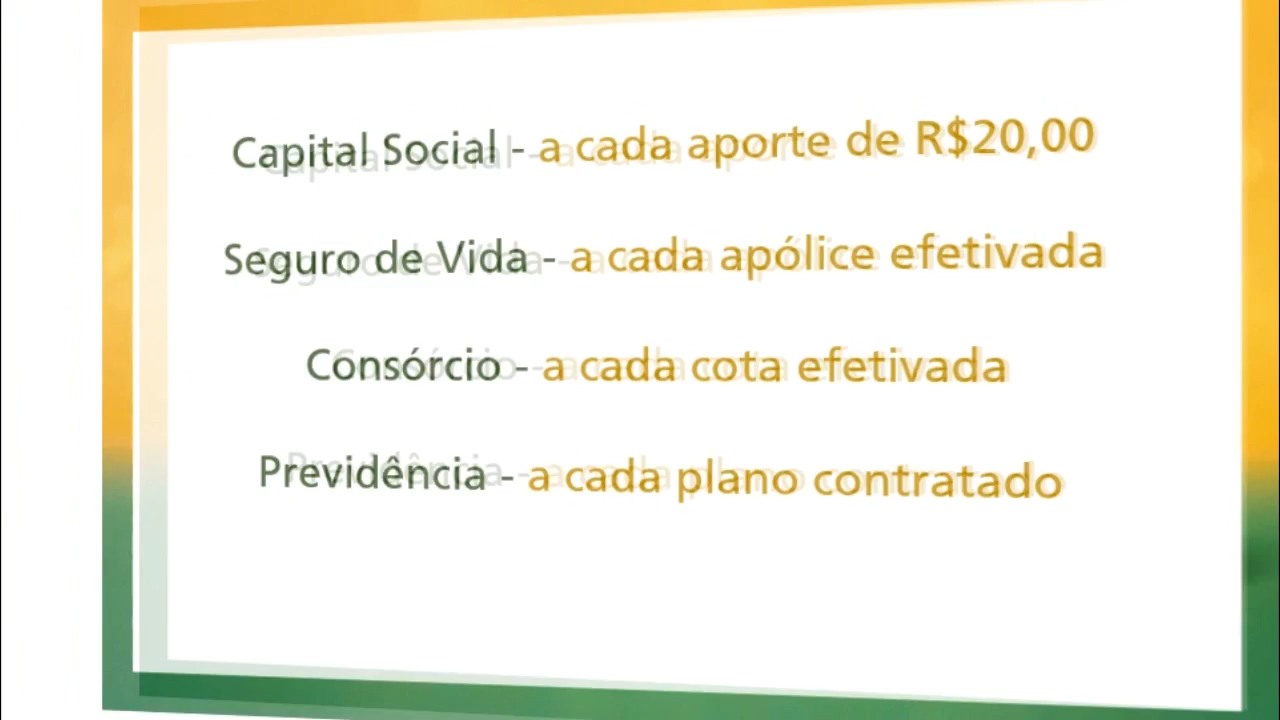 Capital Social - a cada aporte de R$20,00
Seguro de Vida - a cada apólice efetivada
Consórcio - a cada cota efetivada
Previdência - a cada plano contratado